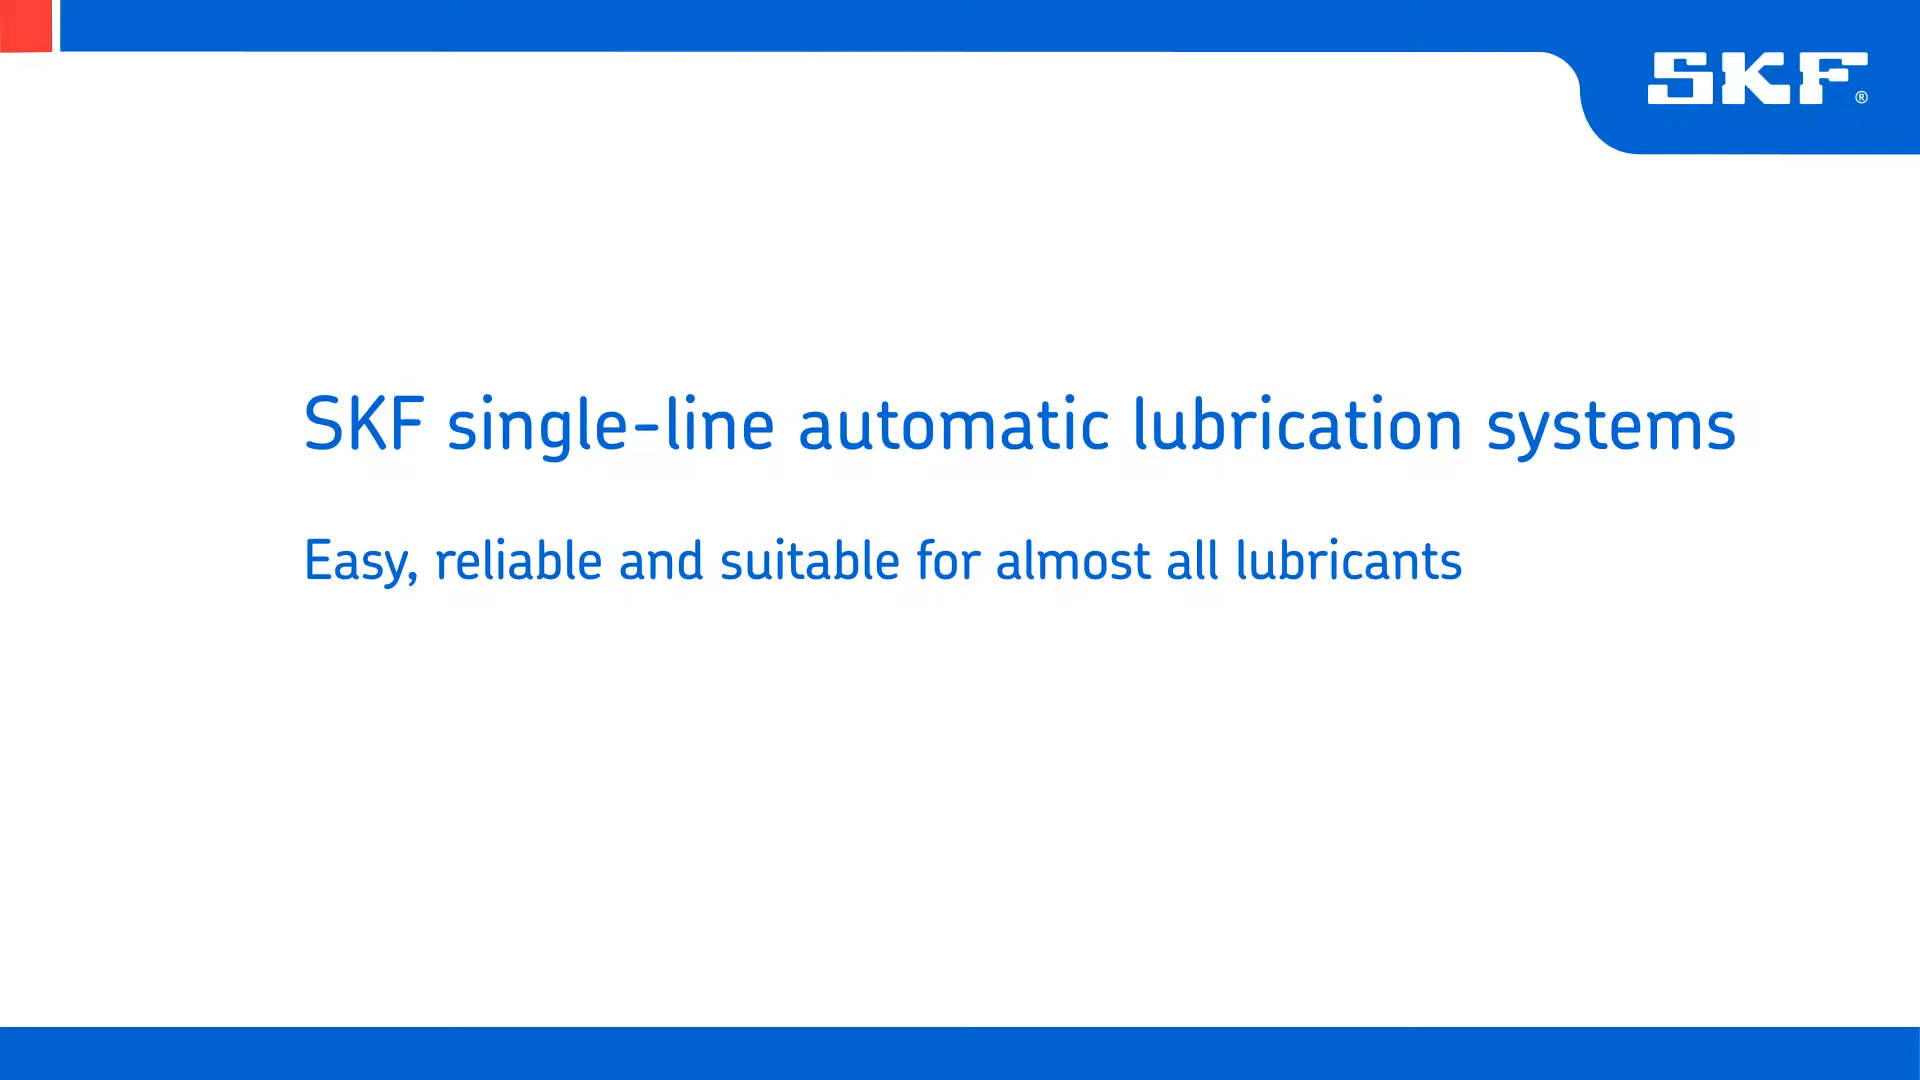 SKF®
SKF single-line automatic lubrication systems
Easy, reliable and suitable for almost all lubricants